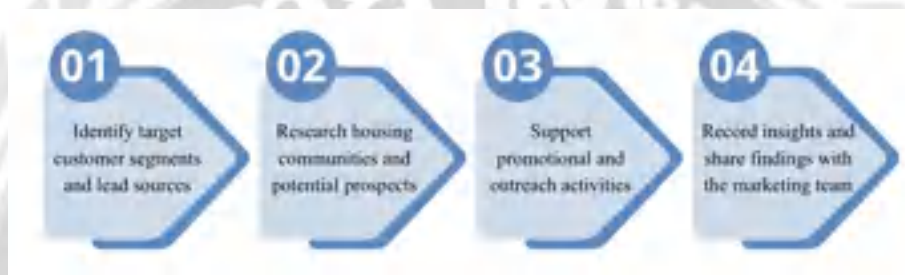 01
Identify target
customer segments
and lead sources
02
Research housing
communities and
potential prospects
03
Support
promotional and
outreach activities
04
Record insights and
share findings with
the marketing team